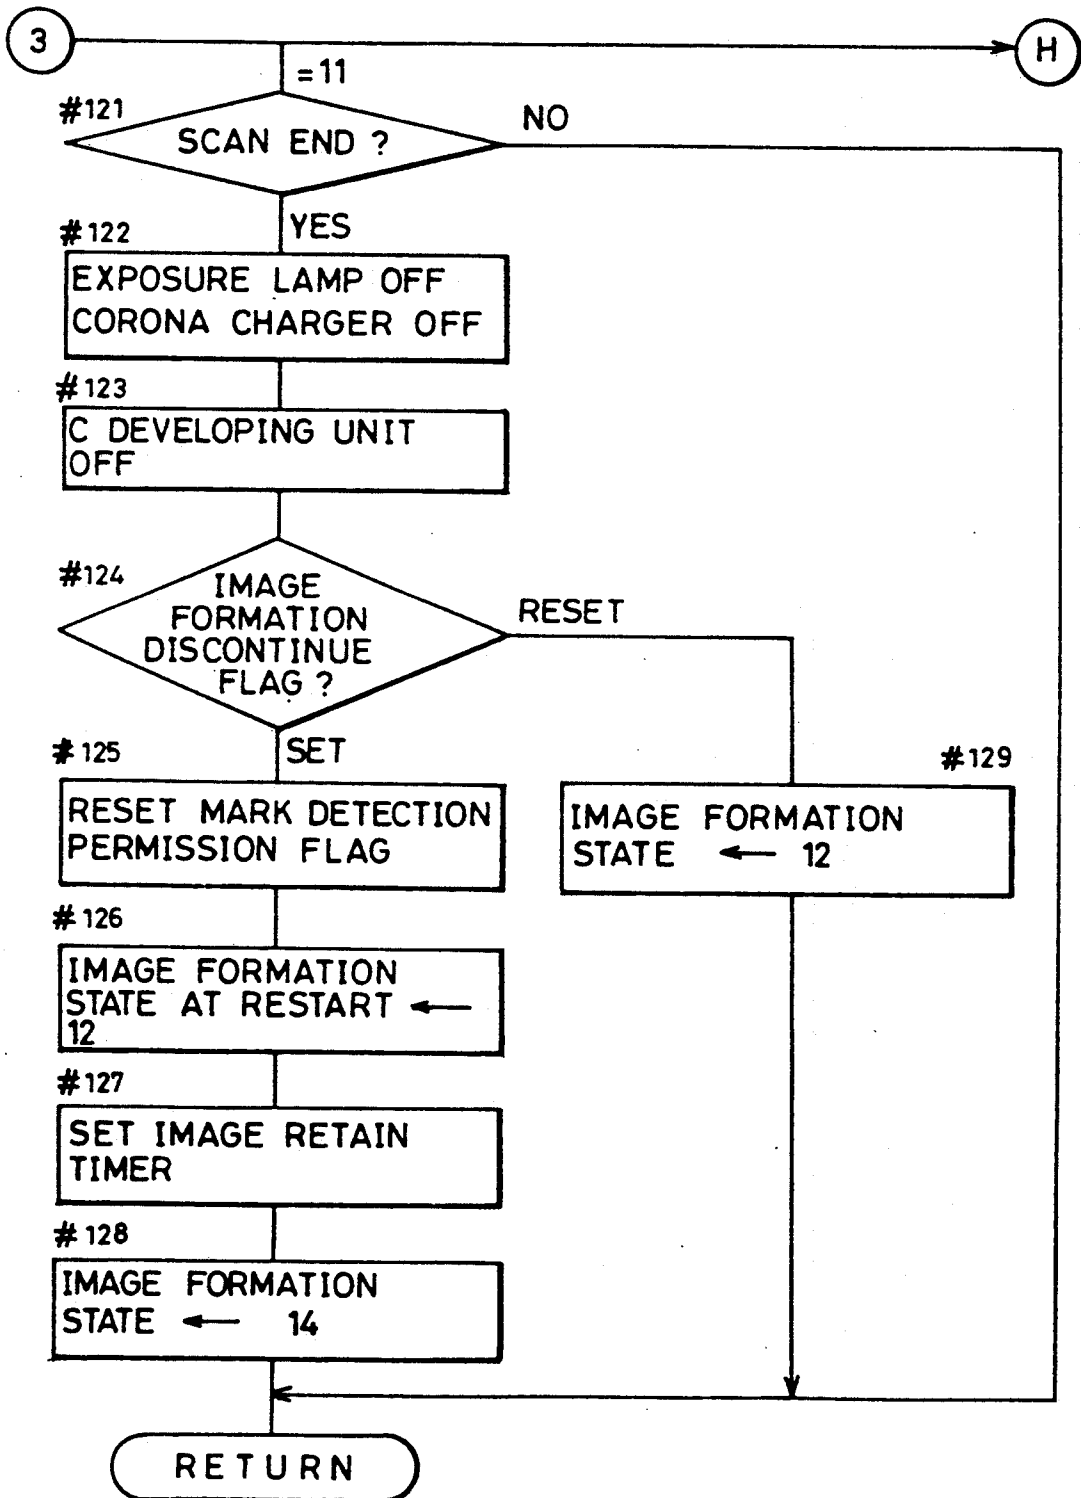 3
H
=11
#121
SCAN END ?
NO
YES
#122
EXPOSURE LAMP OFF
CORONA CHARGER OFF
#123
C DEVELOPING UNIT
OFF
#124
IMAGE
FORMATION
DISCONTINUE
FLAG ?
RESET
SET
#125
RESET MARK DETECTION
PERMISSION FLAG
#129
IMAGE FORMATION
STATE ← 12
#126
IMAGE FORMATION
STATE AT RESTART ←
12
#127
SET IMAGE RETAIN
TIMER
#128
IMAGE FORMATION
STATE ← 14
RETURN